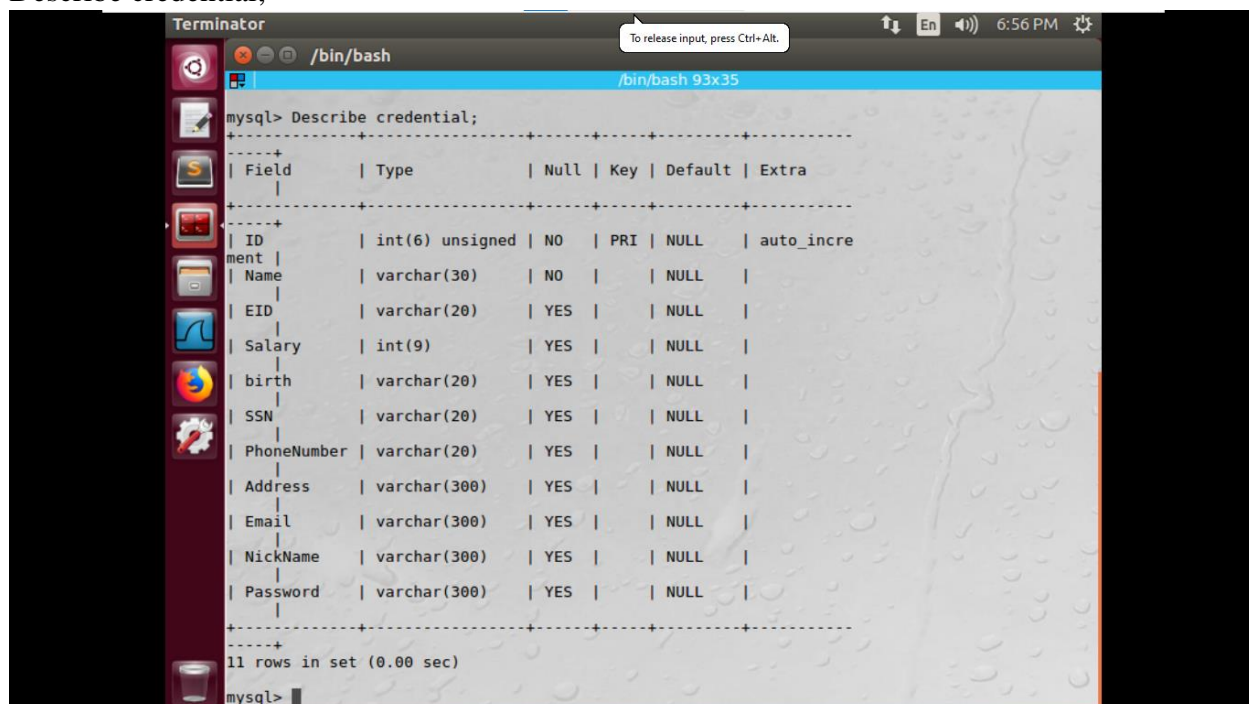 Describe credential;
Terminator
To release input, press Ctrl+Alt.
En
6:56 PM
/bin/bash
/bin/bash 93x35
mysql> Describe credential;
+-------------+-----------------+------+-----+---------+-----------
-----+
| Field       | Type            | Null | Key | Default | Extra
     |
+-------------+-----------------+------+-----+---------+-----------
-----+
| ID          | int(6) unsigned | NO   | PRI | NULL    | auto_incre
ment |
| Name        | varchar(30)     | NO   |     | NULL    |
     |
| EID         | varchar(20)     | YES  |     | NULL    |
     |
| Salary      | int(9)          | YES  |     | NULL    |
     |
| birth       | varchar(20)     | YES  |     | NULL    |
     |
| SSN         | varchar(20)     | YES  |     | NULL    |
     |
| PhoneNumber | varchar(20)     | YES  |     | NULL    |
     |
| Address     | varchar(300)    | YES  |     | NULL    |
     |
| Email       | varchar(300)    | YES  |     | NULL    |
     |
| NickName    | varchar(300)    | YES  |     | NULL    |
     |
| Password    | varchar(300)    | YES  |     | NULL    |
     |
+-------------+-----------------+------+-----+---------+-----------
-----+
11 rows in set (0.00 sec)
mysql>